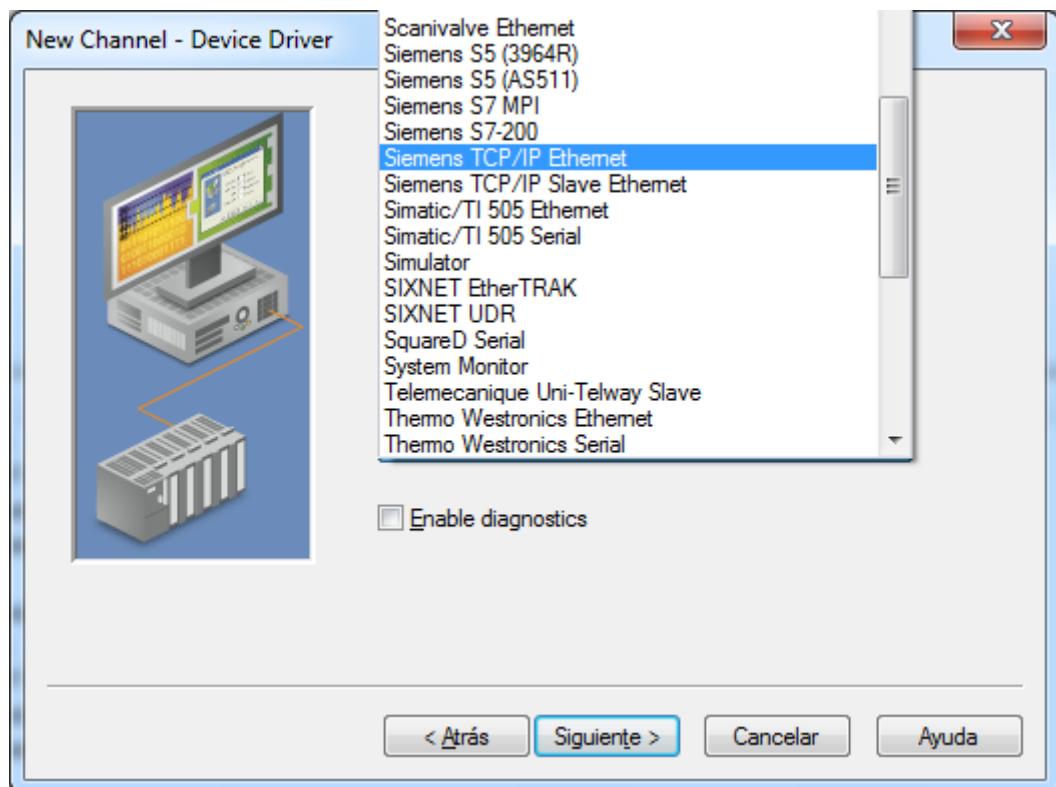 New Channel - Device Driver
Scanivalve Ethernet
Siemens S5 (3964R)
Siemens S5 (AS511)
Siemens S7 MPI
Siemens S7-200
Siemens TCP/IP Ethernet
Siemens TCP/IP Slave Ethernet
Simatic/TI 505 Ethernet
Simatic/TI 505 Serial
Simulator
SIXNET EtherTRAK
SIXNET UDR
SquareD Serial
System Monitor
Telemecanique Uni-Telway Slave
Thermo Westronics Ethernet
Thermo Westronics Serial
Enable diagnostics
< Atrás Siguiente > Cancelar Ayuda